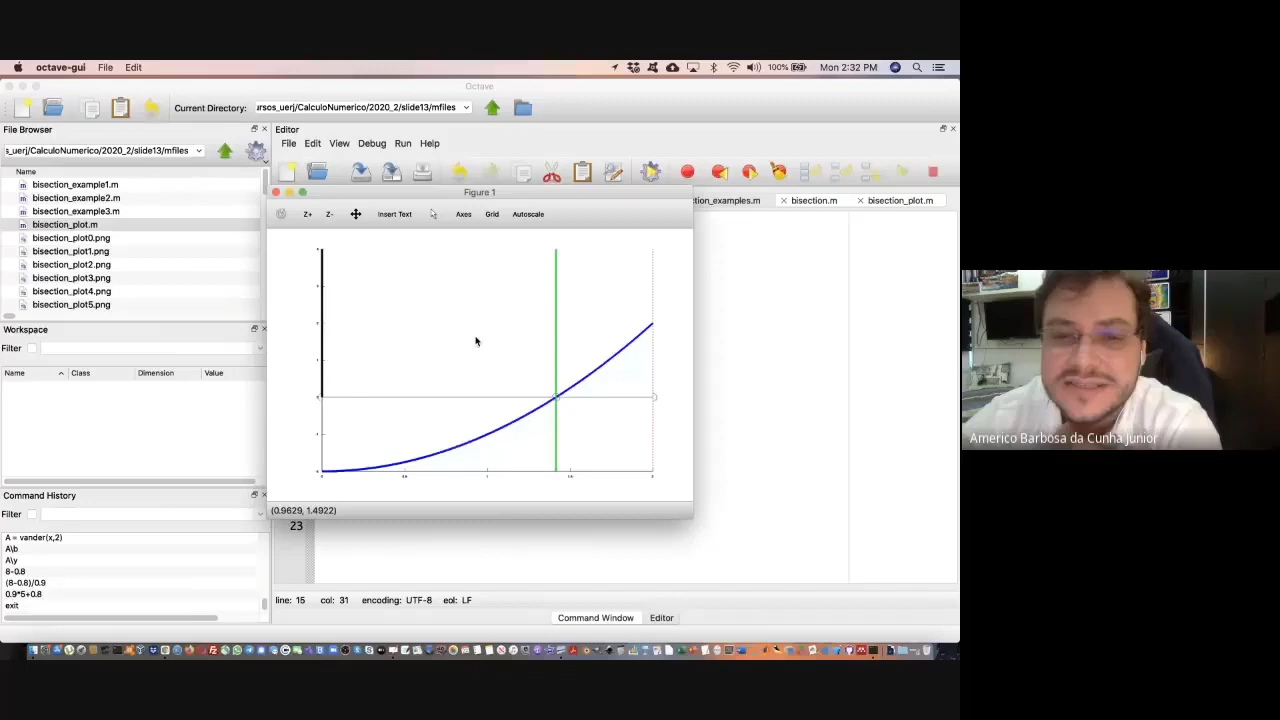 octave-gui File Edit 100% Mon 2:32 PM
Octave
Current Directory: ırsos_uerj/CalculoNumerico/2020_2/slide13/mfiles
File Browser
s_uerj/CalculoNumerico/2020_2/slide13/mfiles
Name
bisection_example1.m
bisection_example2.m
bisection_example3.m
bisection_plot.m
bisection_plot0.png
bisection_plot1.png
bisection_plot2.png
bisection_plot3.png
bisection_plot4.png
bisection_plot5.png
Workspace
Filter
Name Class Dimension Value
Command History
Filter
A = vander(x,2)
A\b
A\y
8-0.8
(8-0.8)/0.9
0.9*5+0.8
exit
Editor
File Edit View Debug Run Help
ction_examples.m bisection.m bisection_plot.m
Figure 1
Z+ Z- Insert Text Axes Grid Autoscale
(0.9629, 1.4922)
23
line: 15 col: 31 encoding: UTF-8 eol: LF
Command Window Editor
Americo Barbosa da Cunha Junior